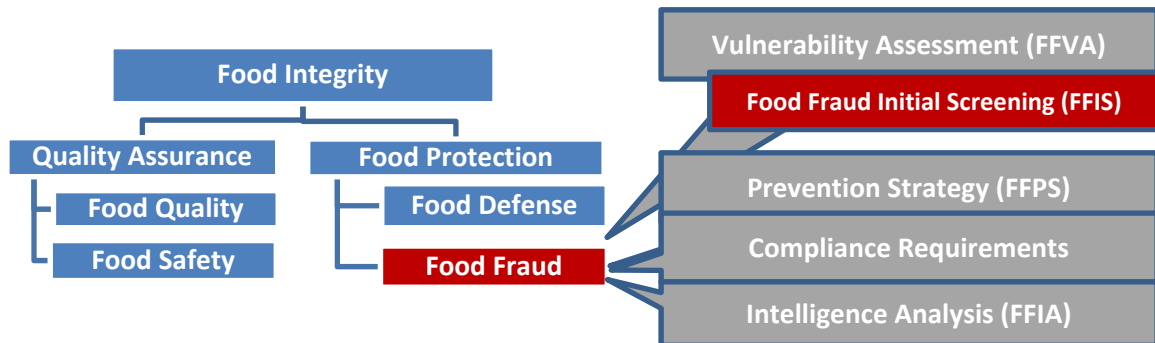 Food Integrity
Quality Assurance
Food Quality
Food Safety
Food Protection
Food Defense
Food Fraud
Vulnerability Assessment (FFVA)
Food Fraud Initial Screening (FFIS)
Prevention Strategy (FFPS)
Compliance Requirements
Intelligence Analysis (FFIA)